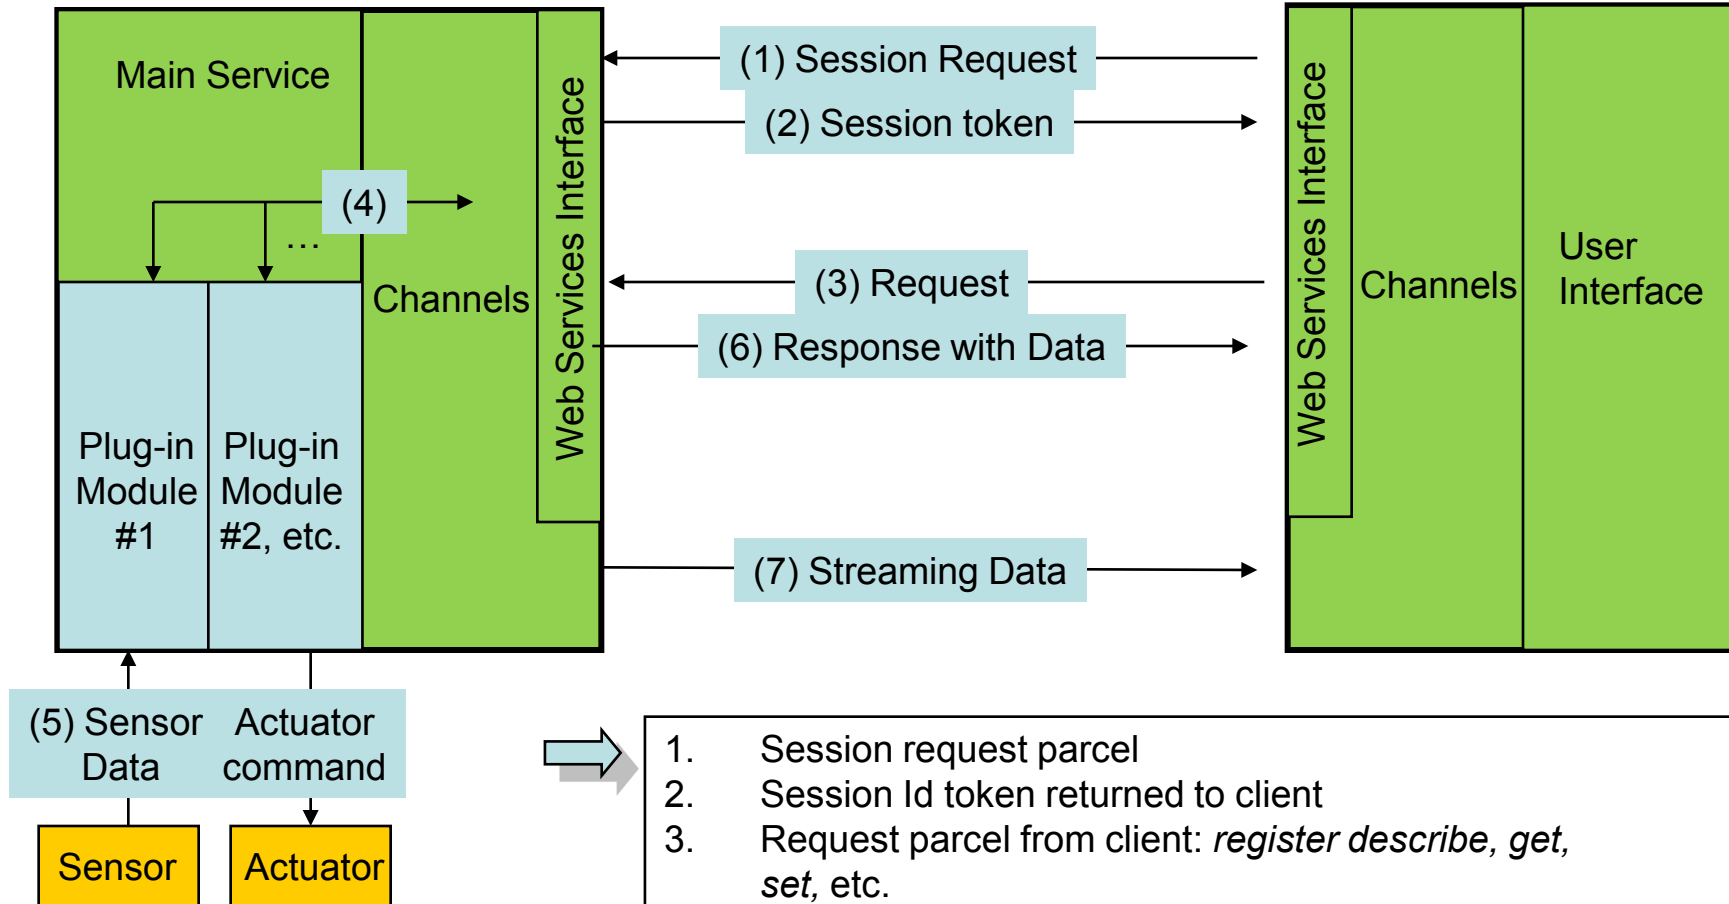 Main Service
(1) Session Request
(2) Session token
(4)
...
Channels
Web Services Interface
(3) Request
(6) Response with Data
(7) Streaming Data
Web Services Interface
Channels
User
Interface
Plug-in
Module
#1
Plug-in
Module
#2, etc.
(5) Sensor
Data
Actuator
command
Sensor
Actuator
1. Session request parcel
2. Session Id token returned to client
3. Request parcel from client: register describe, get,
set, etc.